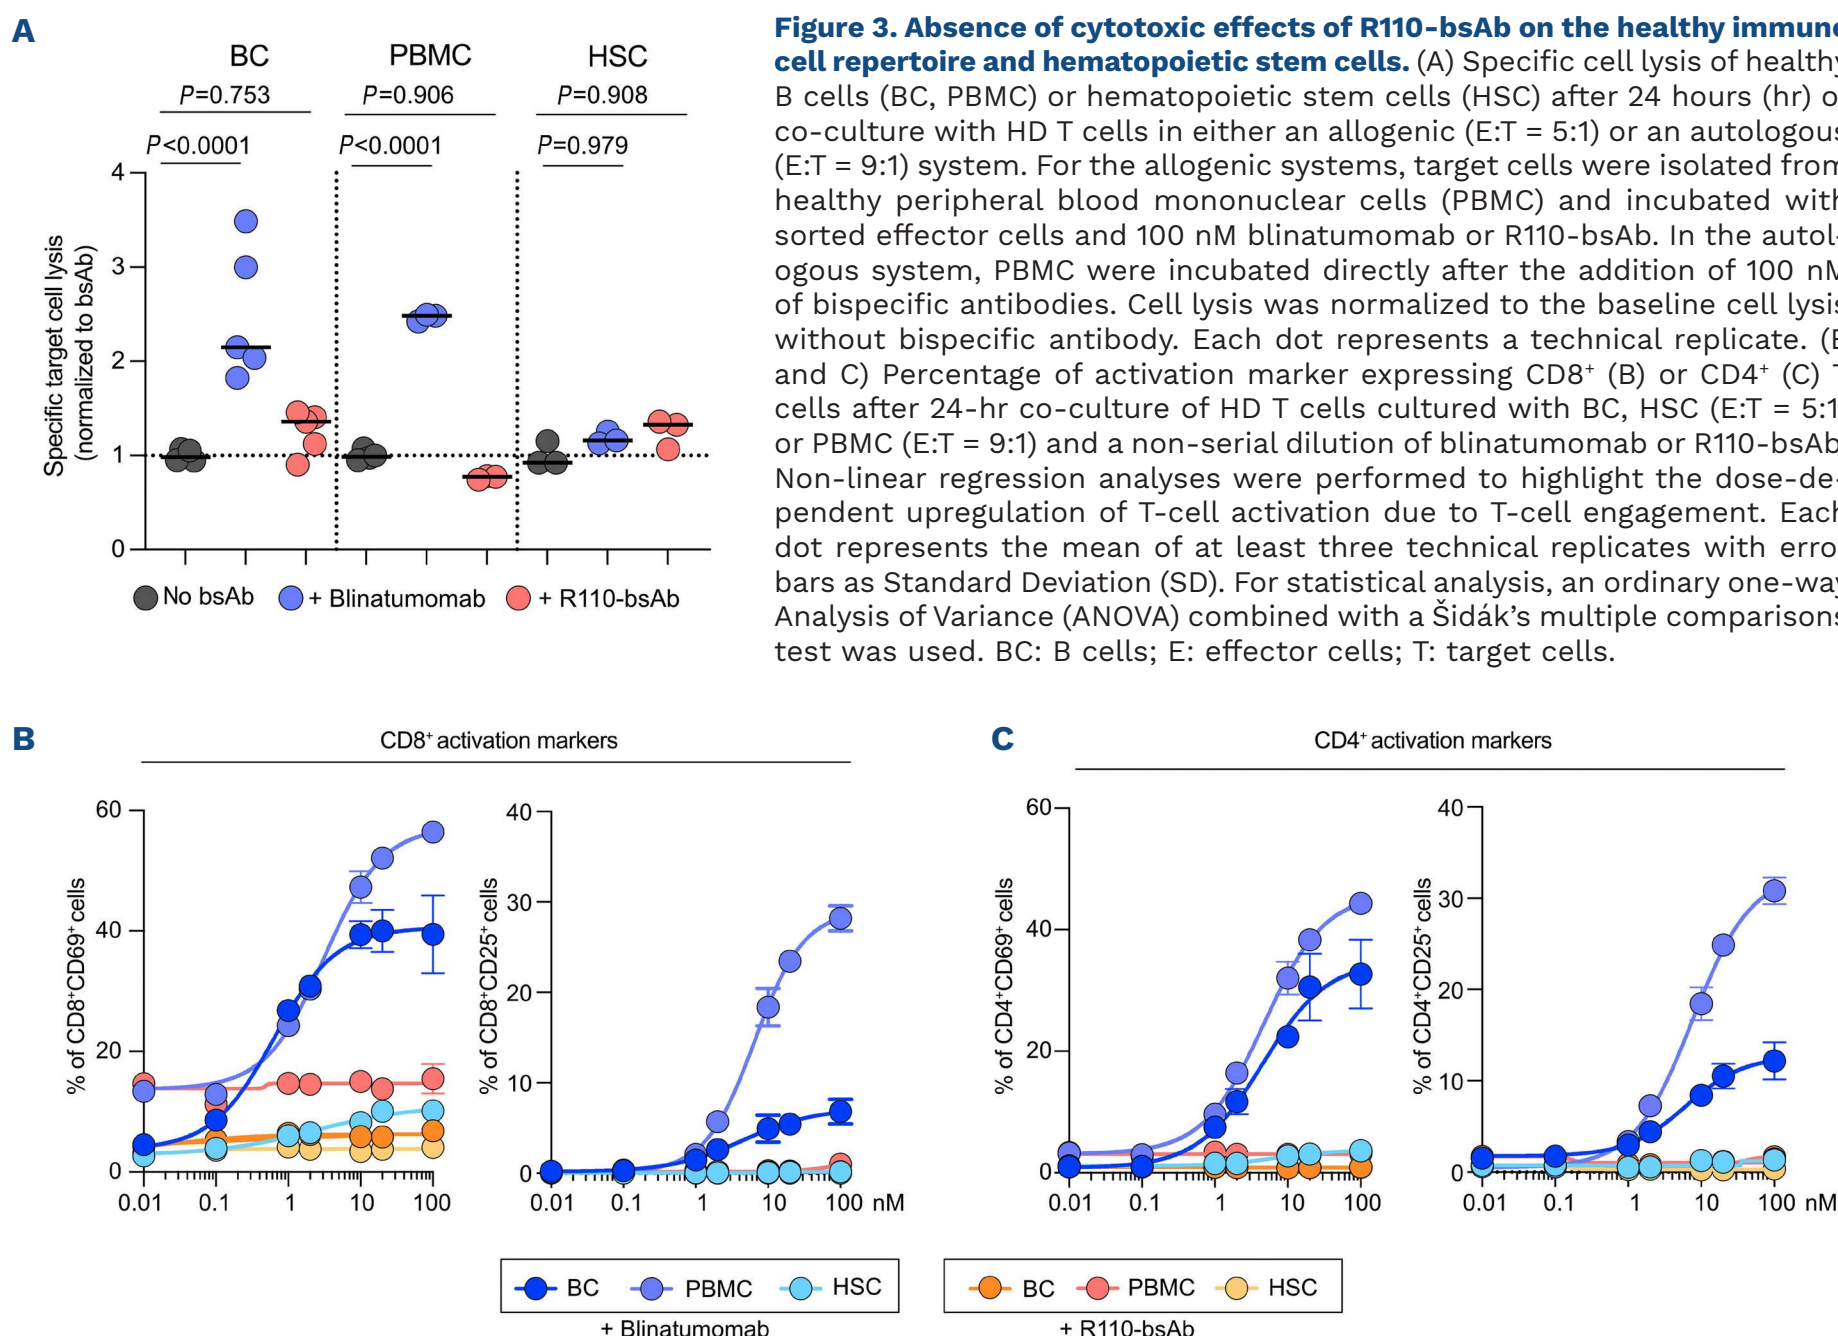 A
Figure 3. Absence of cytotoxic effects of R110-bsAb on the healthy immune
cell repertoire and hematopoietic stem cells. (A) Specific cell lysis of healthy
B cells (BC, PBMC) or hematopoietic stem cells (HSC) after 24 hours (hr) of
co-culture with HD T cells in either an allogenic (E:T = 5:1) or an autologous
(E:T = 9:1) system. For the allogenic systems, target cells were isolated from
healthy peripheral blood mononuclear cells (PBMC) and incubated with
sorted effector cells and 100 nM blinatumomab or R110-bsAb. In the autol-
ogous system, PBMC were incubated directly after the addition of 100 nM
of bispecific antibodies. Cell lysis was normalized to the baseline cell lysis
without bispecific antibody. Each dot represents a technical replicate. (B
and C) Percentage of activation marker expressing CD8⁺ (B) or CD4⁺ (C) T
cells after 24-hr co-culture of HD T cells cultured with BC, HSC (E:T = 5:1)
or PBMC (E:T = 9:1) and a non-serial dilution of blinatumomab or R110-bsAb
Non-linear regression analyses were performed to highlight the dose-de-
pendent upregulation of T-cell activation due to T-cell engagement. Each
dot represents the mean of at least three technical replicates with error
bars as Standard Deviation (SD). For statistical analysis, an ordinary one-way
Analysis of Variance (ANOVA) combined with a Šidák's multiple comparisons
test was used. BC: B cells; E: effector cells; T: target cells.
BC PBMC HSC
P=0.753 P=0.906 P=0.908
P<0.0001 P<0.0001 P=0.979
Specific target cell lysis
(normalized to bsAb)
4
3
2
1
0
No bsAb + Blinatumomab + R110-bsAb
B
CD8⁺ activation markers
% of CD8⁺CD69⁺ cells
60
40
20
0
0.01 0.1 1 10 100
% of CD8⁺CD25⁺ cells
40
30
20
10
0
0.01 0.1 1 10 100 nM
C
CD4⁺ activation markers
% of CD4⁺CD69⁺ cells
60
40
20
0
0.01 0.1 1 10 100
% of CD4⁺CD25⁺ cells
40
30
20
10
0
0.01 0.1 1 10 100 nM
BC PBMC HSC
+ Blinatumomab
BC PBMC HSC
+ R110-bsAb